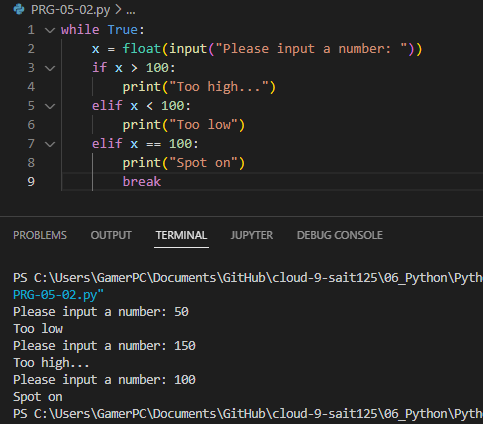 PRG-05-02.py > ...
1 while True:
2     x = float(input("Please input a number: "))
3     if x > 100:
4         print("Too high...")
5     elif x < 100:
6         print("Too low")
7     elif x == 100:
8         print("Spot on")
9         break
PROBLEMS OUTPUT TERMINAL JUPYTER DEBUG CONSOLE
PS C:\Users\GamerPC\Documents\GitHub\cloud-9-sait125\06_Python\Pyth
PRG-05-02.py"
Please input a number: 50
Too low
Please input a number: 150
Too high...
Please input a number: 100
Spot on
PS C:\Users\GamerPC\Documents\GitHub\cloud-9-sait125\06_Python\Pyth